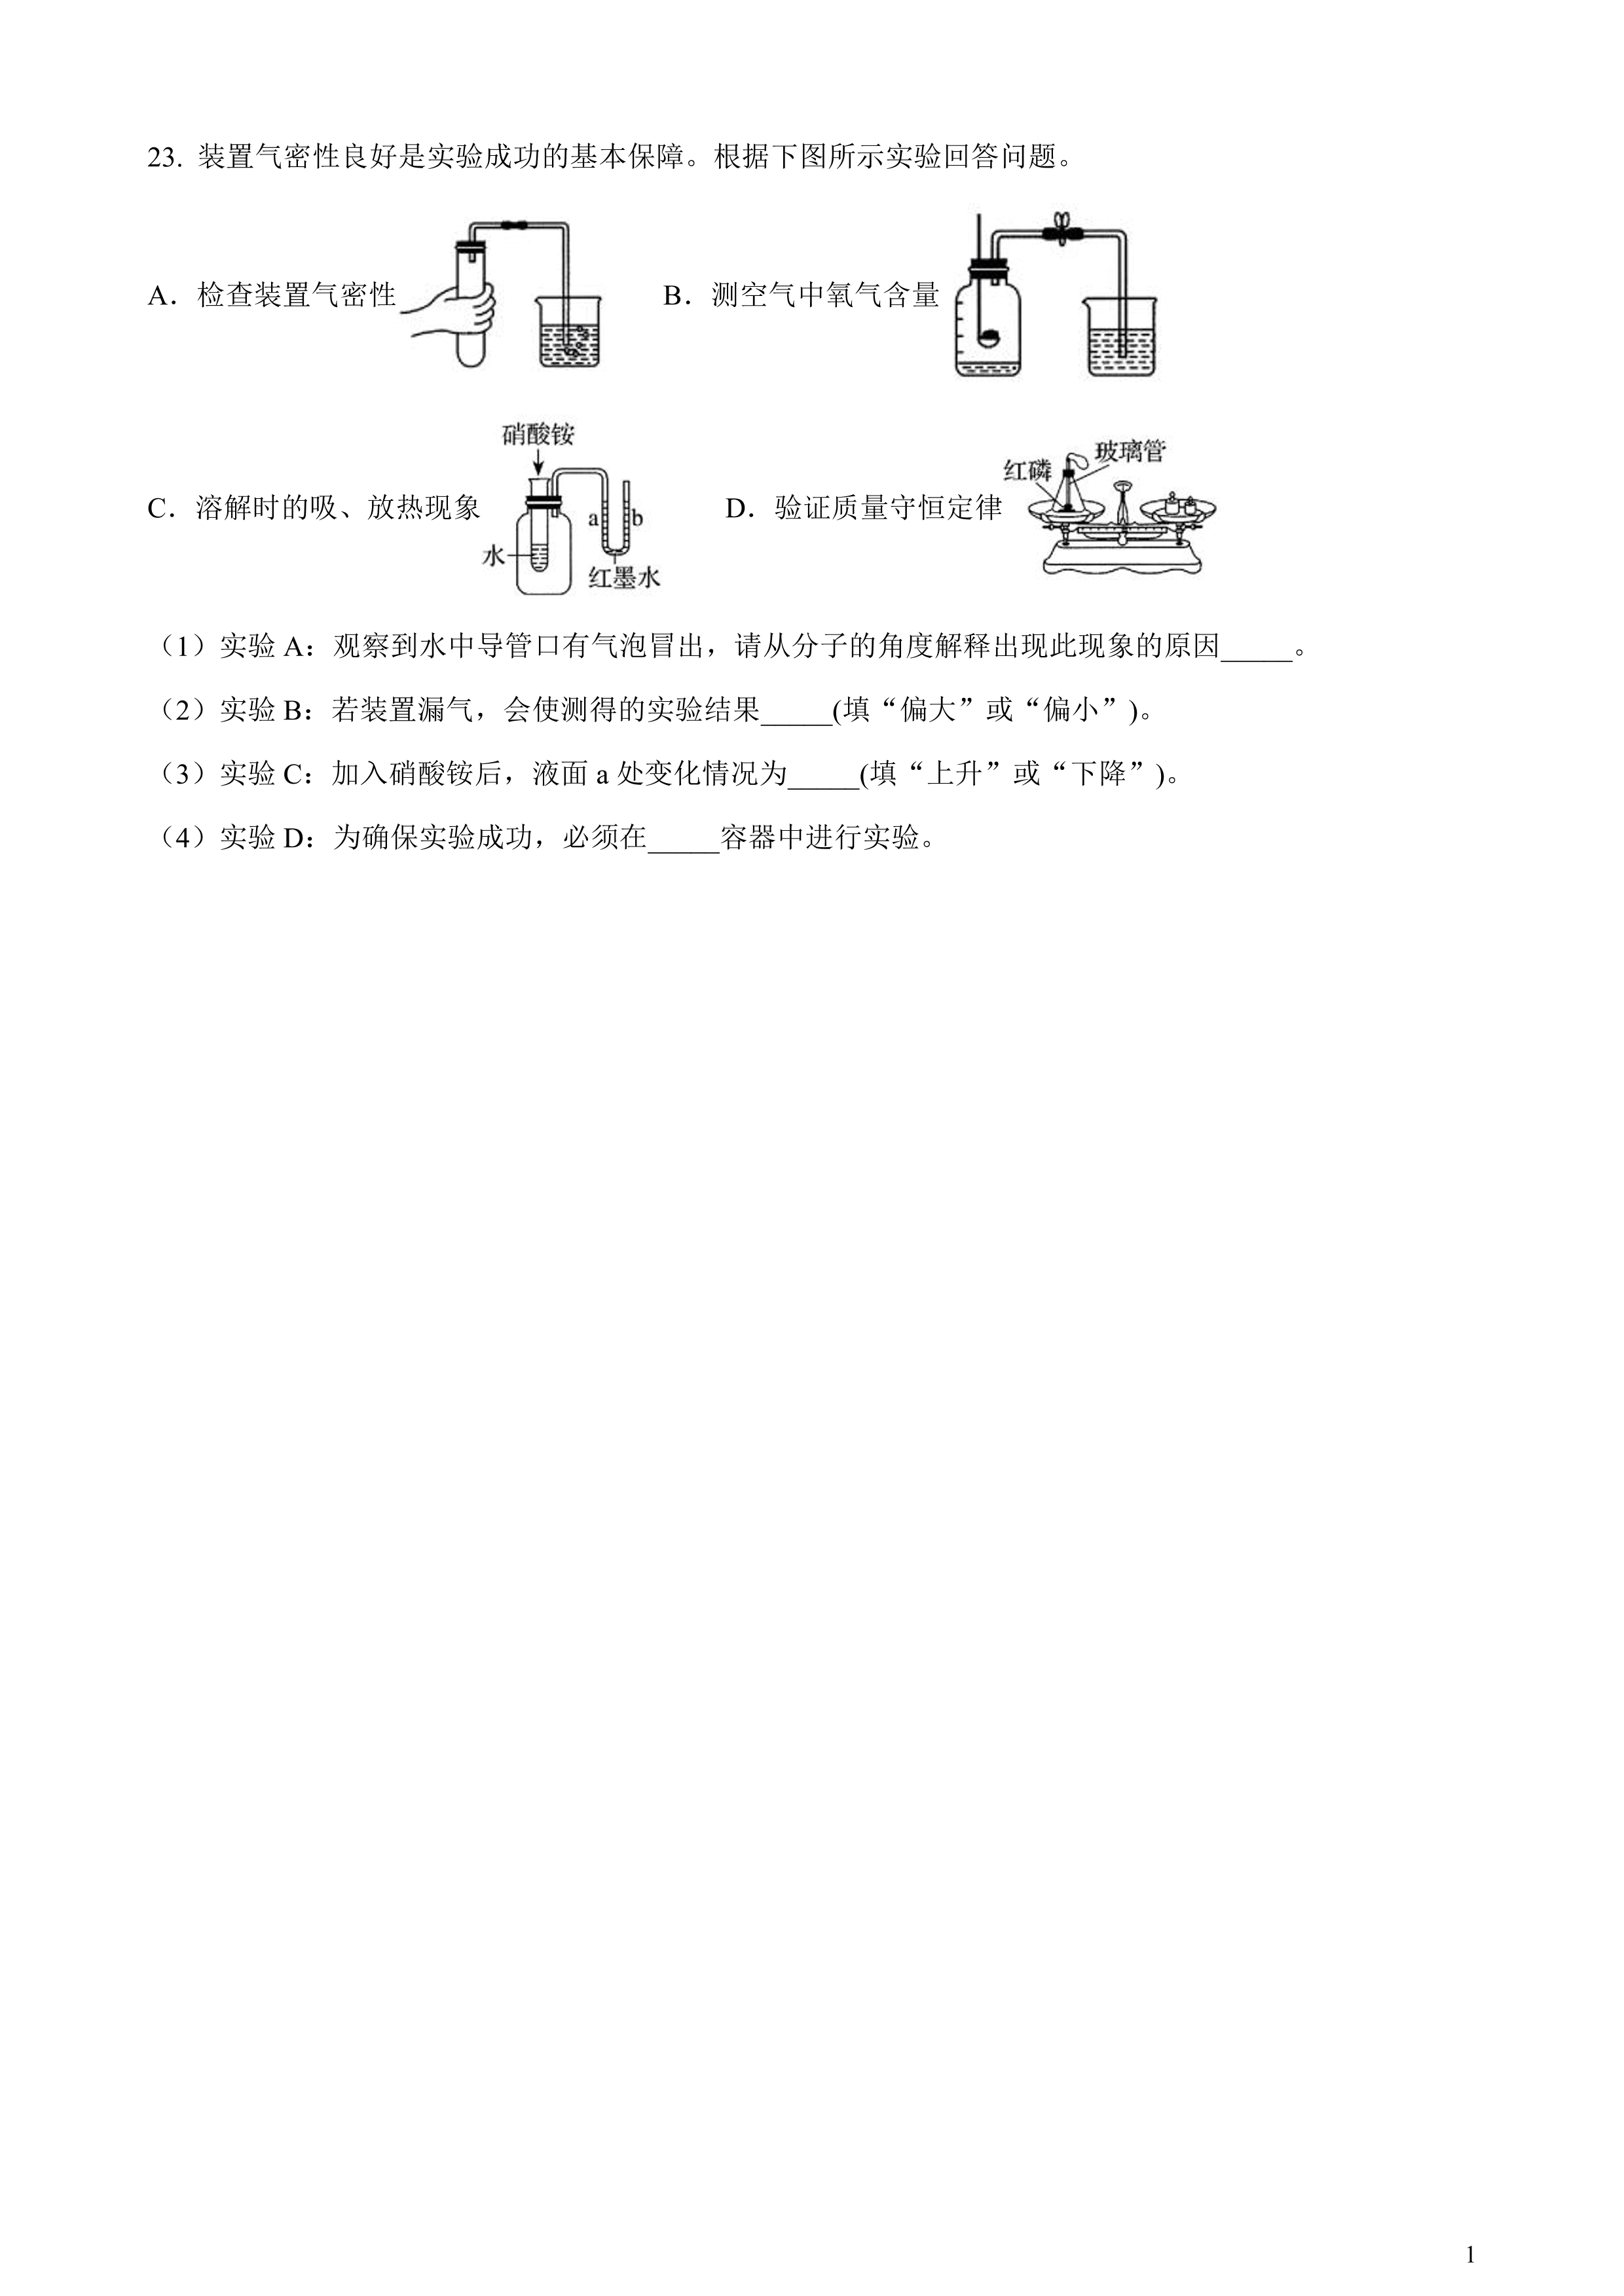 23. 装置气密性良好是实验成功的基本保障。根据下图所示实验回答问题。
A．检查装置气密性 B．测空气中氧气含量
硝酸铵
水
a
b
红墨水
C．溶解时的吸、放热现象 D．验证质量守恒定律
红磷
玻璃管
（1）实验 A：观察到水中导管口有气泡冒出，请从分子的角度解释出现此现象的原因_____。
（2）实验 B：若装置漏气，会使测得的实验结果_____(填“偏大”或“偏小”)。
（3）实验 C：加入硝酸铵后，液面 a 处变化情况为_____(填“上升”或“下降”)。
（4）实验 D：为确保实验成功，必须在_____容器中进行实验。
1